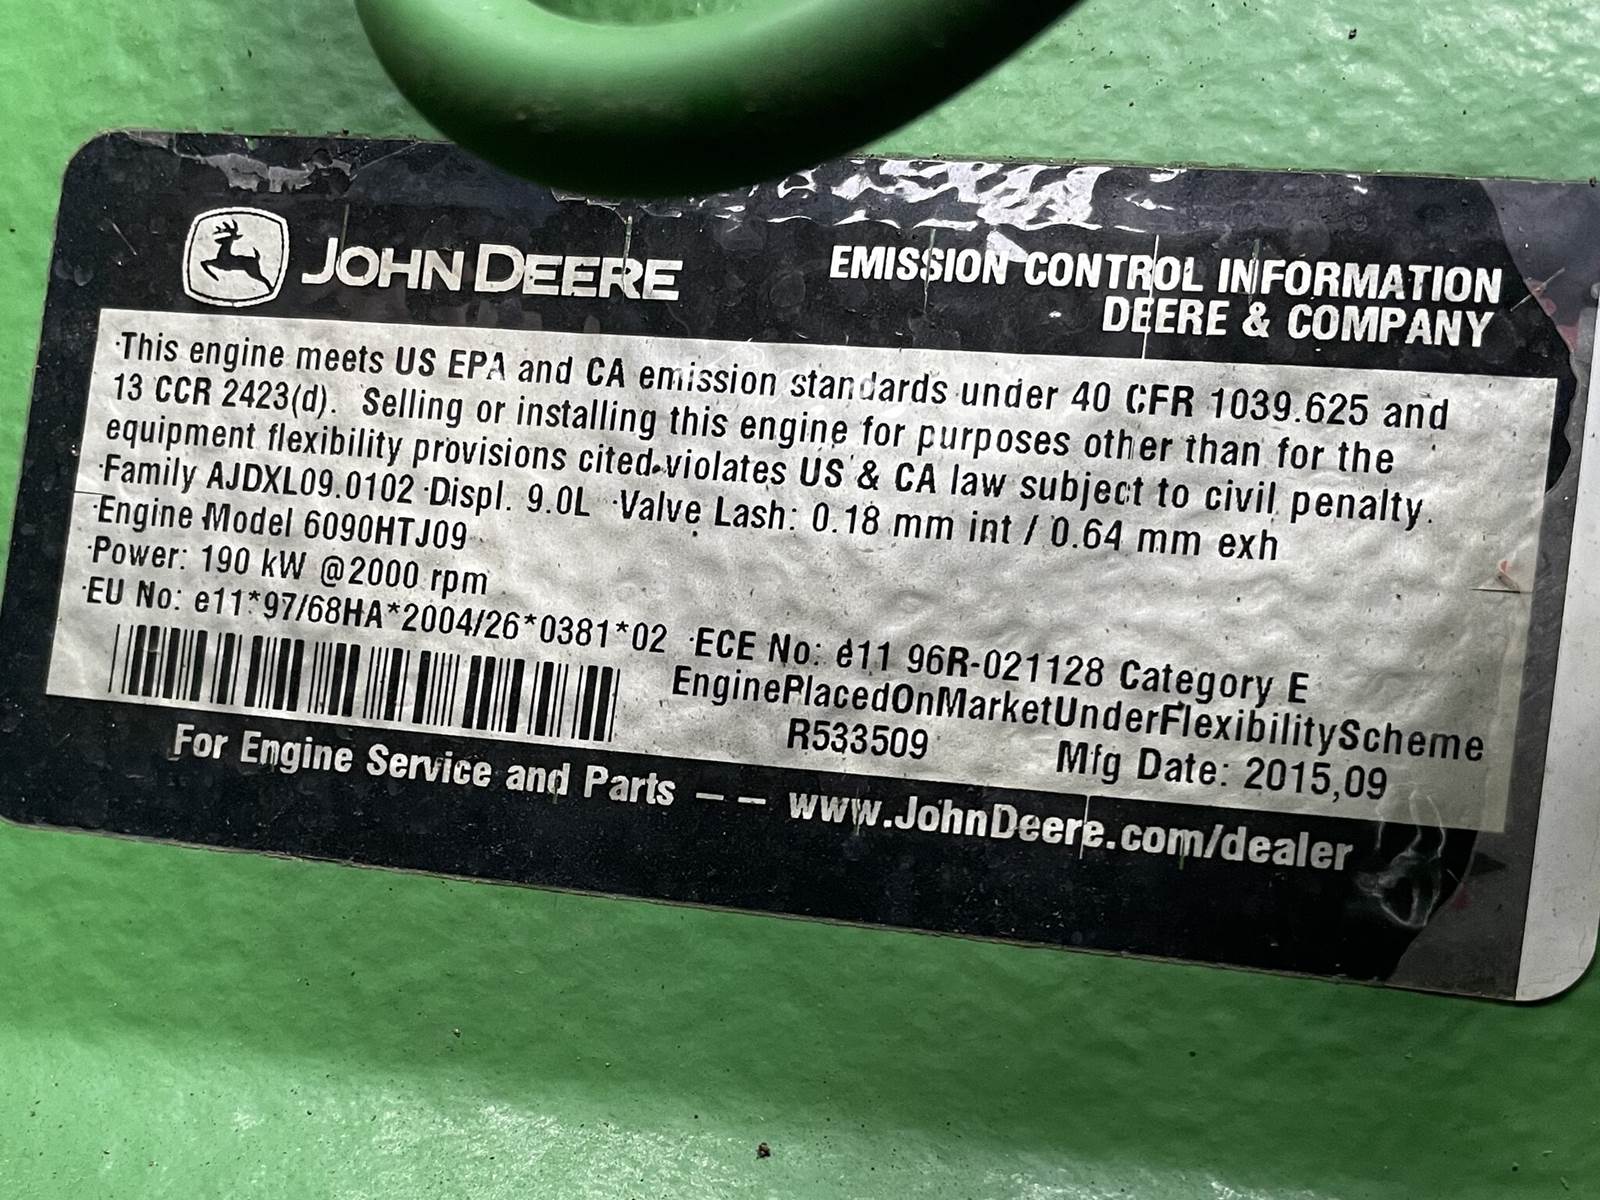 JOHN DEERE
EMISSION CONTROL INFORMATION
DEERE & COMPANY
·This engine meets US EPA and CA emission standards under 40 CFR 1039.625 and
13 CCR 2423(d). Selling or installing this engine for purposes other than for the
equipment flexibility provisions cited violates US & CA law subject to civil penalty.
·Family AJDXL09.0102 ·Displ. 9.0L ·Valve Lash: 0.18 mm int / 0.64 mm exh
·Engine Model 6090HTJ09
·Power: 190 kW @2000 rpm
·EU No: e11*97/68HA*2004/26*0381*02 ·ECE No: e11 96R-021128 Category E
EnginePlacedOnMarketUnderFlexibilityScheme
R533509 Mfg Date: 2015,09
For Engine Service and Parts – – www.JohnDeere.com/dealer